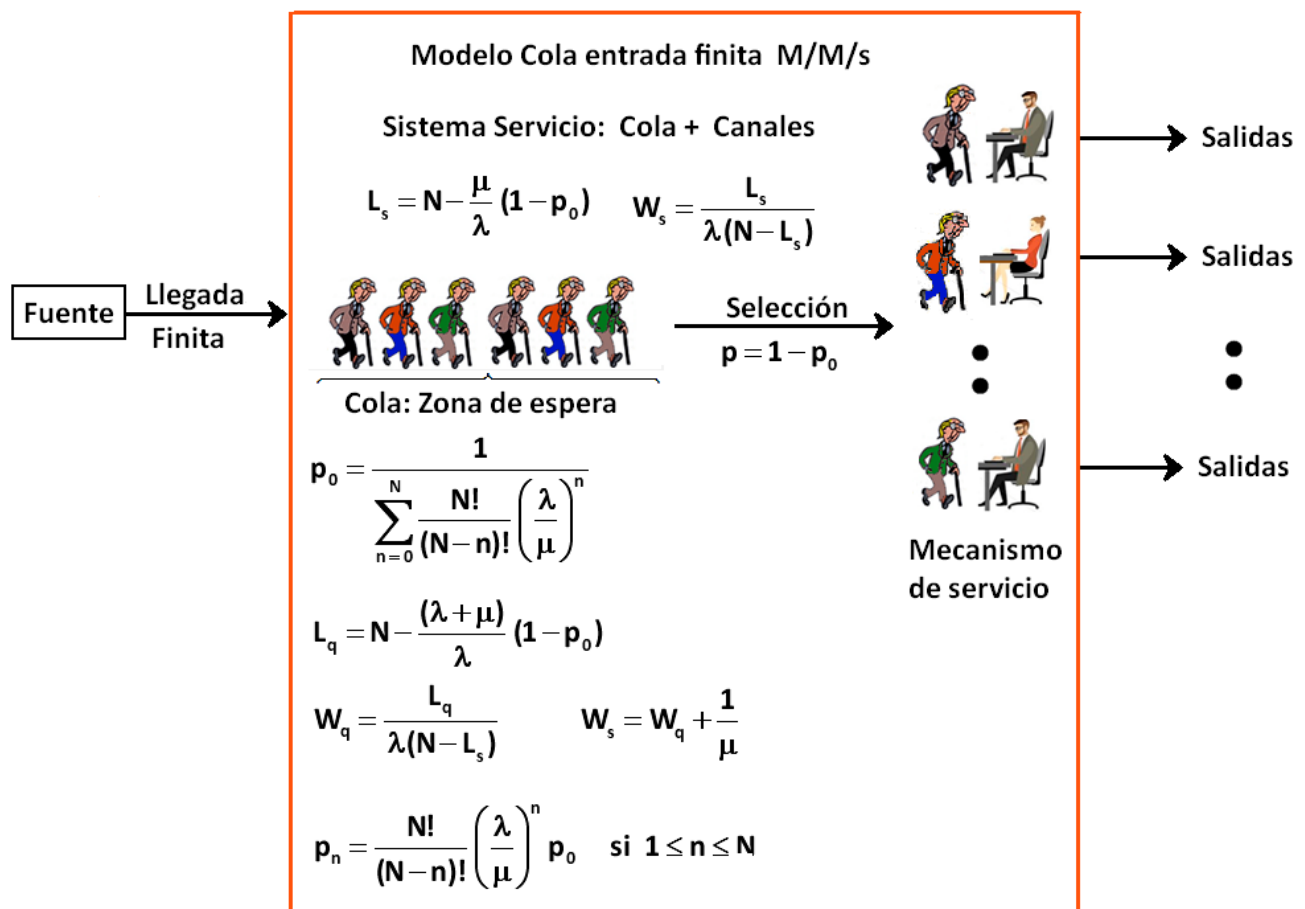 Modelo Cola entrada finita M/M/s
Sistema Servicio: Cola + Canales
L_s = N − μ/λ (1 − p_0)
W_s = L_s / λ(N − L_s)
Fuente
Llegada
Finita
Selección
p = 1 − p_0
Cola: Zona de espera
p_0 = 1 / ∑_{n=0}^{N} N!/(N−n)! (λ/μ)^n
L_q = N − (λ+μ)/λ (1 − p_0)
W_q = L_q / λ(N − L_s)
W_s = W_q + 1/μ
p_n = N!/(N−n)! (λ/μ)^n p_0 si 1 ≤ n ≤ N
Mecanismo
de servicio
Salidas
Salidas
Salidas